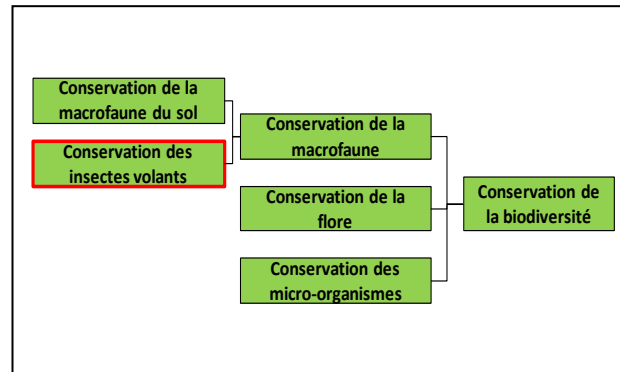 Conservation de la
macrofaune du sol
Conservation des
insectes volants
Conservation de la
macrofaune
Conservation de la
flore
Conservation des
micro-organismes
Conservation de
la biodiversité